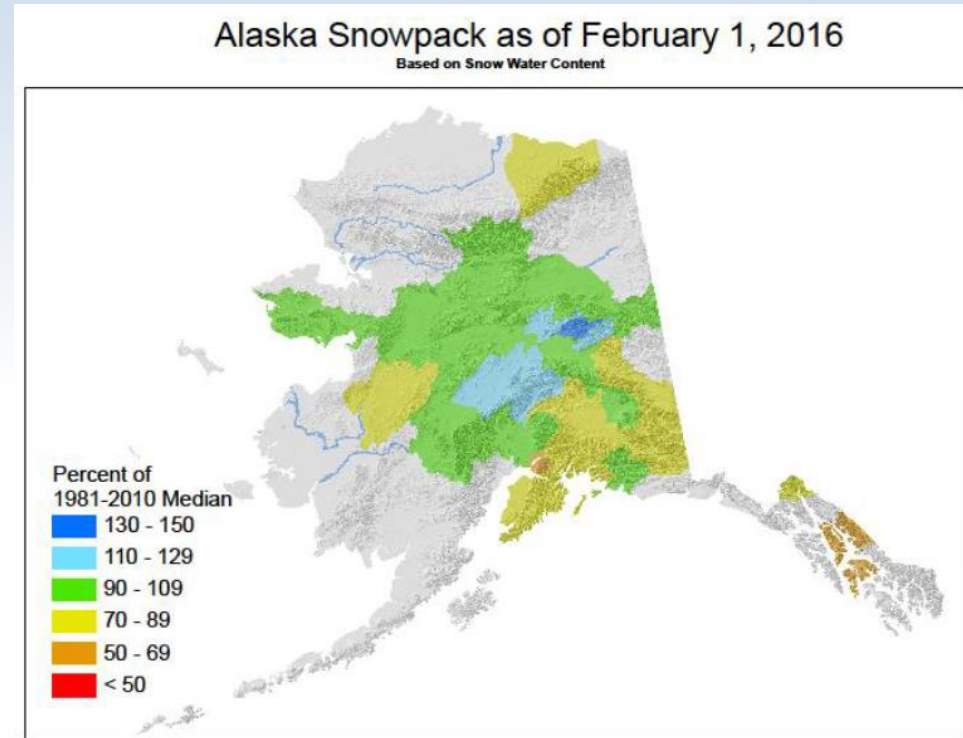 Alaska Snowpack as of February 1, 2016
Based on Snow Water Content
Percent of
1981-2010 Median
130 - 150
110 - 129
90 - 109
70 - 89
50 - 69
< 50